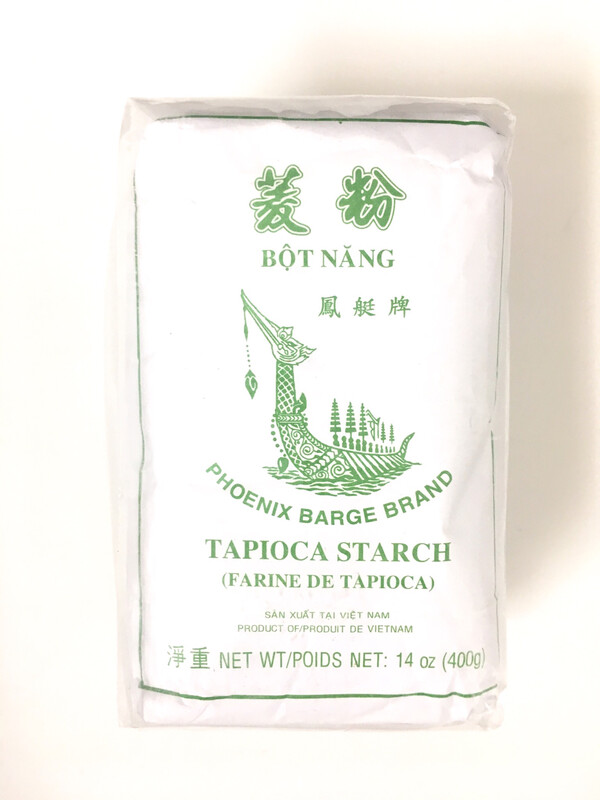 菱粉
BỘT NĂNG
鳳艇牌
PHOENIX BARGE BRAND
TAPIOCA STARCH
(FARINE DE TAPIOCA)
SẢN XUẤT TẠI VIỆT NAM
PRODUCT OF/PRODUIT DE VIETNAM
淨重 NET WT/POIDS NET: 14 oz (400g)